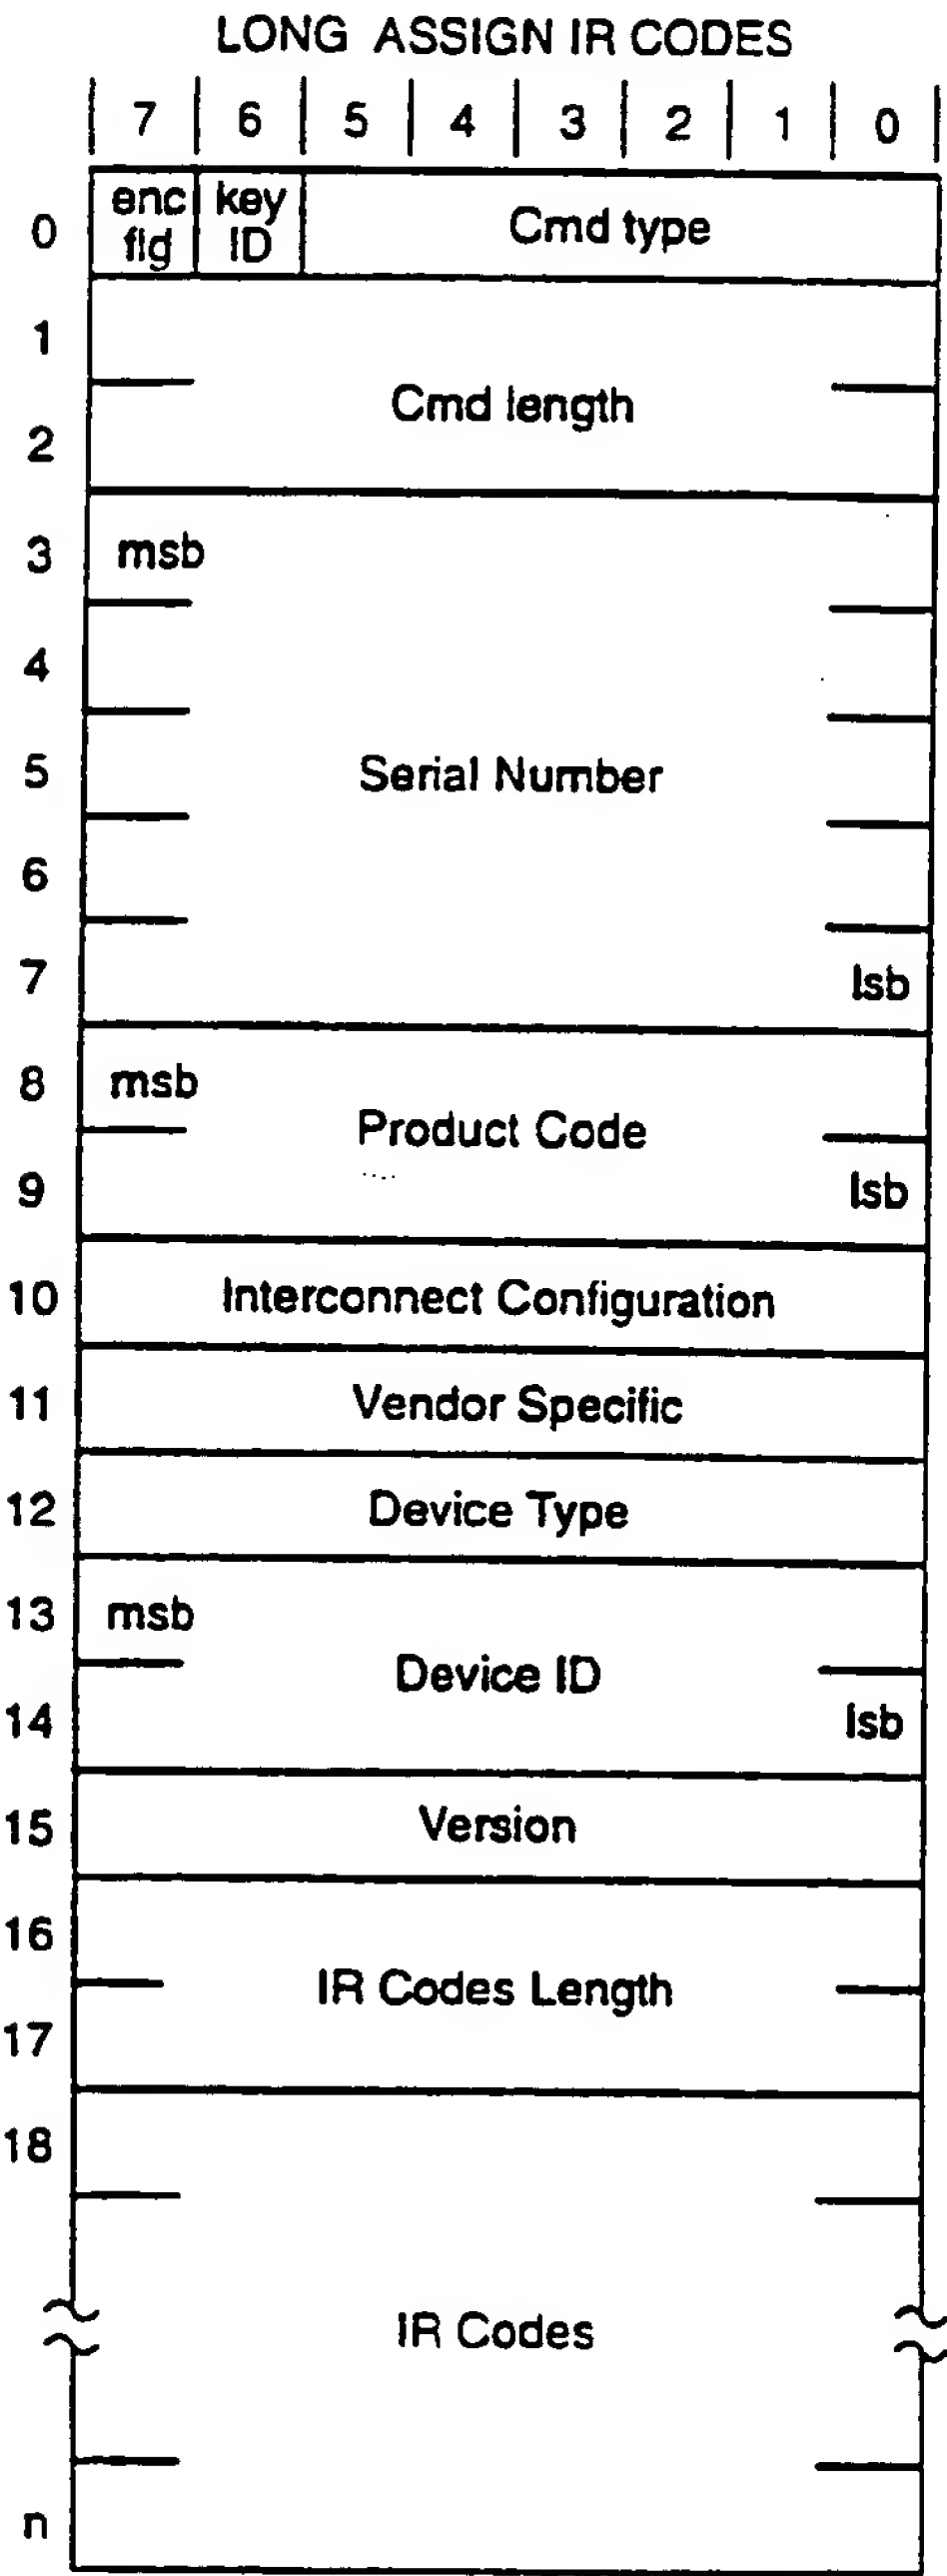 LONG ASSIGN IR CODES
7 6 5 4 3 2 1 0
0 enc flg key ID Cmd type
1
Cmd length
2
3 msb
4
5 Serial Number
6
7 lsb
8 msb
Product Code
9 lsb
10 Interconnect Configuration
11 Vendor Specific
12 Device Type
13 msb
Device ID
14 lsb
15 Version
16
IR Codes Length
17
18
IR Codes
n